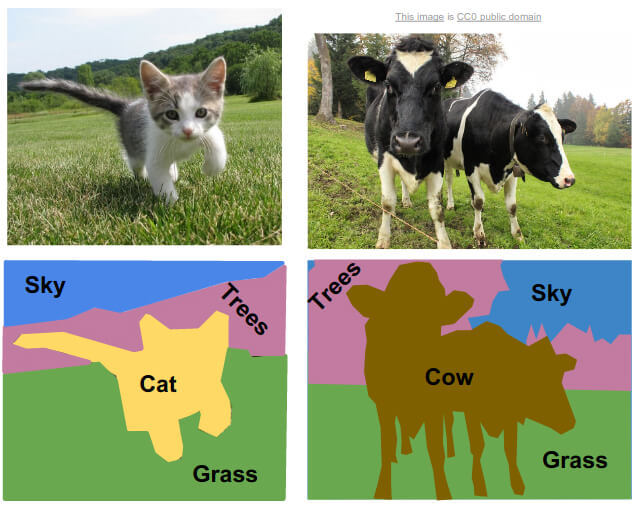 This image is CC0 public domain
Sky
Trees
Cat
Grass
Trees
Sky
Cow
Grass